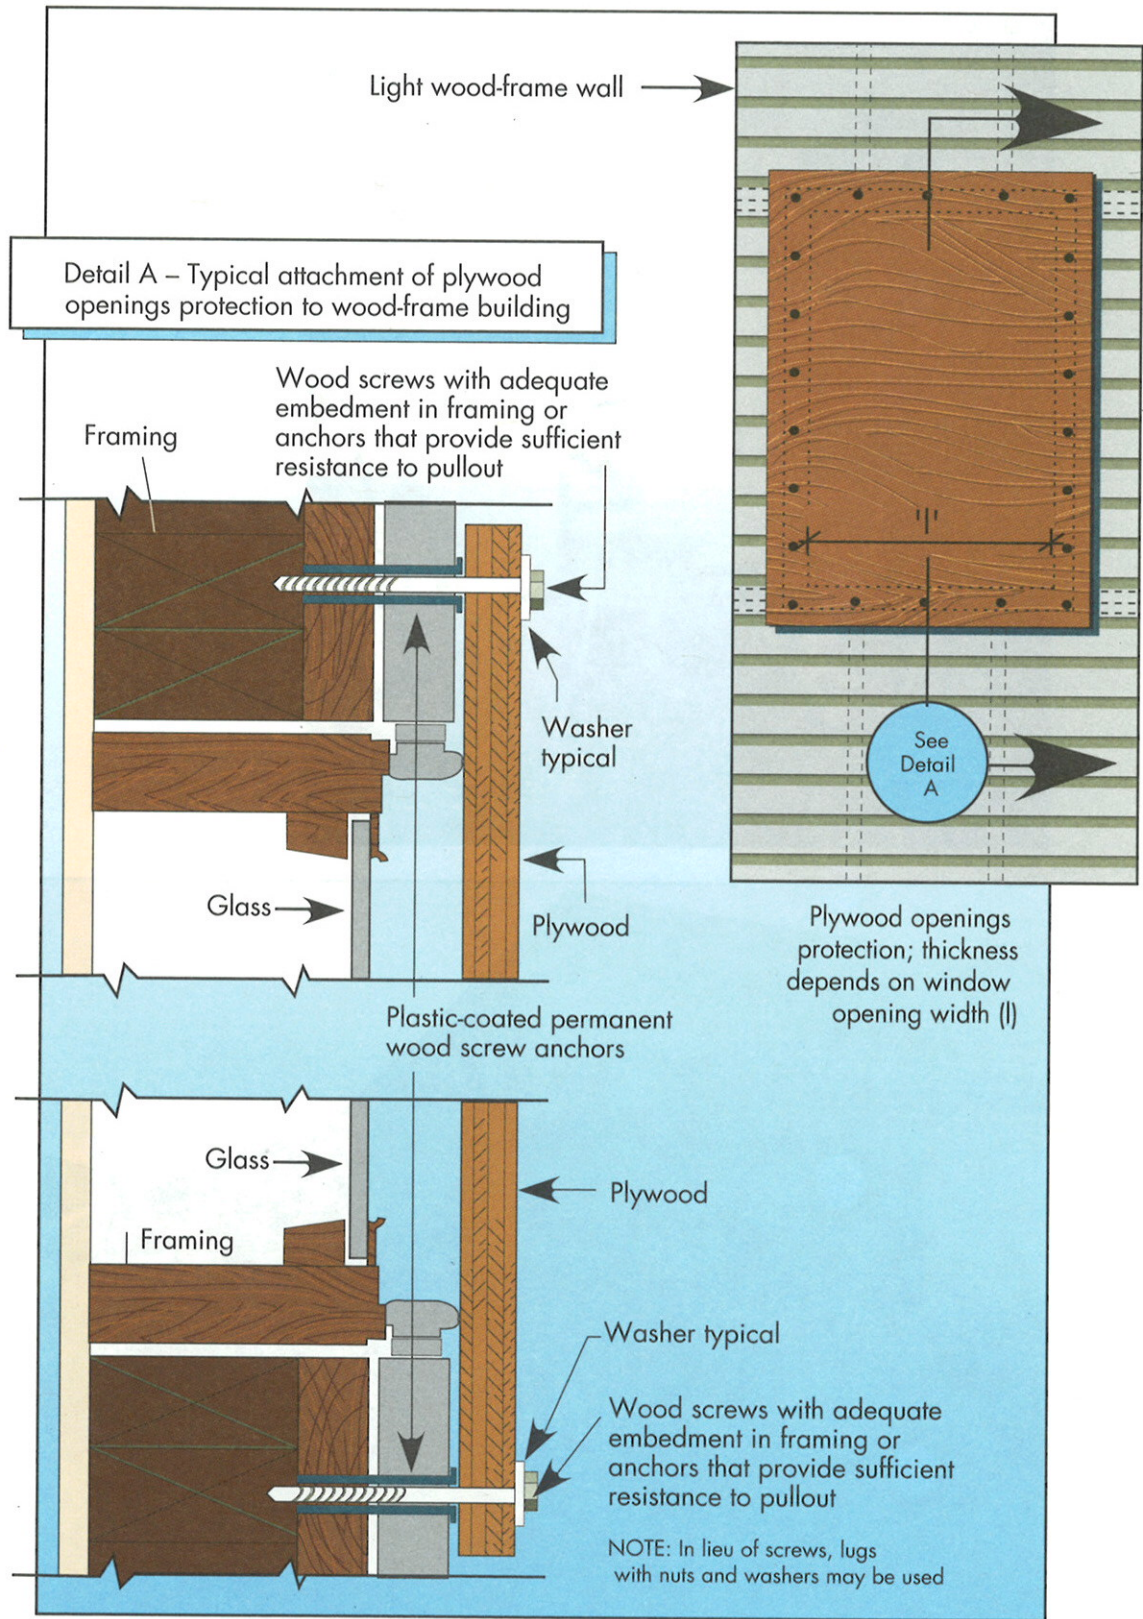 Light wood-frame wall
Detail A – Typical attachment of plywood
openings protection to wood-frame building
Wood screws with adequate
embedment in framing or
anchors that provide sufficient
resistance to pullout
Framing
Washer
typical
See
Detail
A
Glass
Plywood
Plywood openings
protection; thickness
depends on window
opening width (l)
Plastic-coated permanent
wood screw anchors
Glass
Plywood
Framing
Washer typical
Wood screws with adequate
embedment in framing or
anchors that provide sufficient
resistance to pullout
NOTE: In lieu of screws, lugs
with nuts and washers may be used